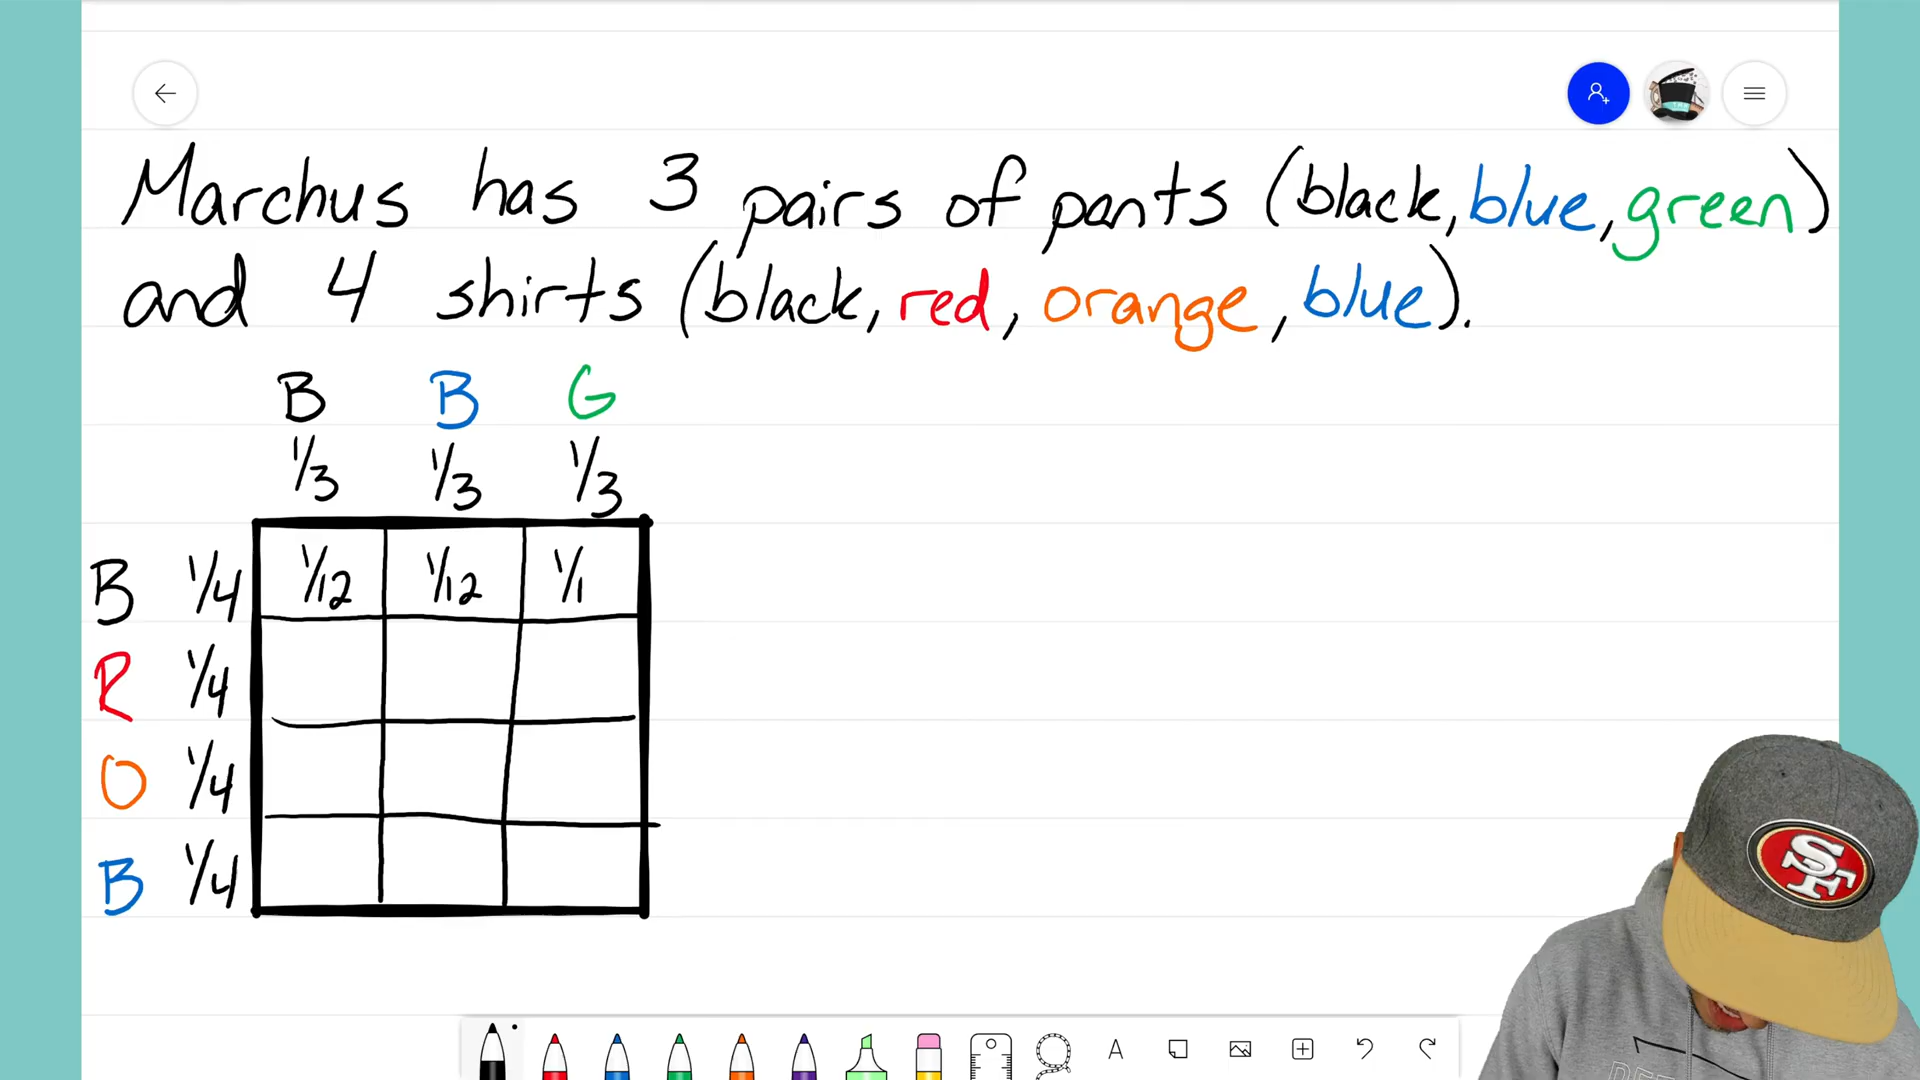 Marchus has 3 pairs of pants (black, blue, green)
and 4 shirts (black, red, orange, blue).
B B G
1/3 1/3 1/3
B 1/4 1/12 1/12 1/1
R 1/4
O 1/4
B 1/4
SF
A